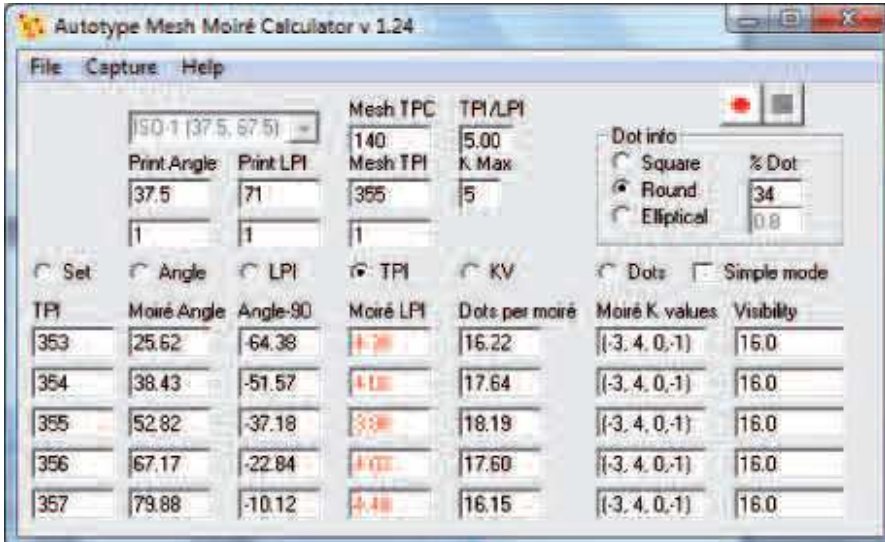 Autotype Mesh Moiré Calculator v 1.24
File Capture Help
Mesh TPC TPI/LPI
ISO-1 (37.5, 67.5) 140 5.00 Dot info
Print Angle Print LPI Mesh TPI K Max Square % Dot
37.5 71 355 5 Round 34
1 1 1 Elliptical 0.8
Set Angle LPI TPI KV Dots Simple mode
TPI Moiré Angle Angle-90 Moiré LPI Dots per moiré Moiré K values Visibility
353 25.62 -64.38 16.22 (-3, 4, 0,-1) 16.0
354 38.43 -51.57 17.64 (-3, 4, 0,-1) 16.0
355 52.82 -37.18 18.19 (-3, 4, 0,-1) 16.0
356 67.17 -22.84 17.60 (-3, 4, 0,-1) 16.0
357 79.88 -10.12 16.15 (-3, 4, 0,-1) 16.0